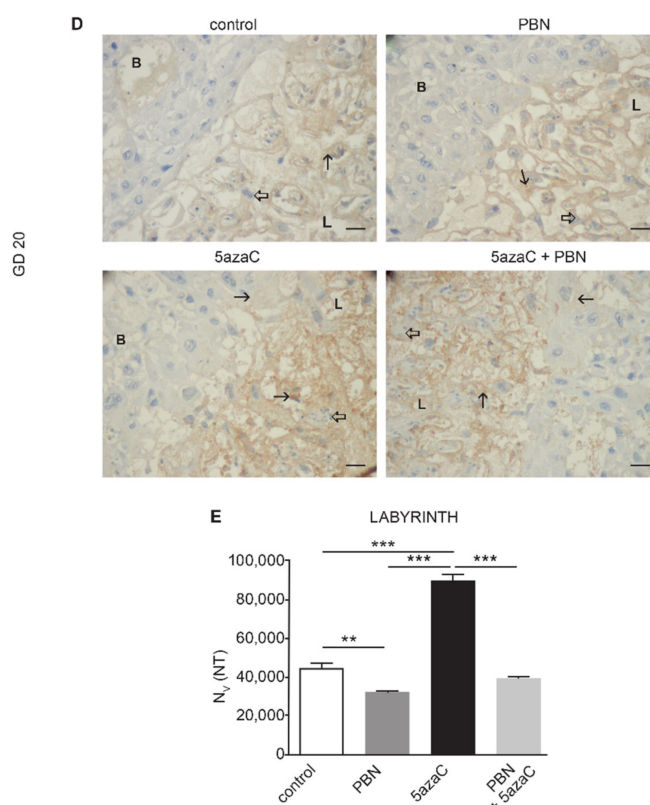 D
control
PBN
B
L
B
L
GD 20
5azaC
5azaC + PBN
B
L
L
E
LABYRINTH
***
***
***
**
100,000
80,000
60,000
40,000
20,000
0
Nᵥ (NT)
control
PBN
5azaC
PBN
+ 5azaC